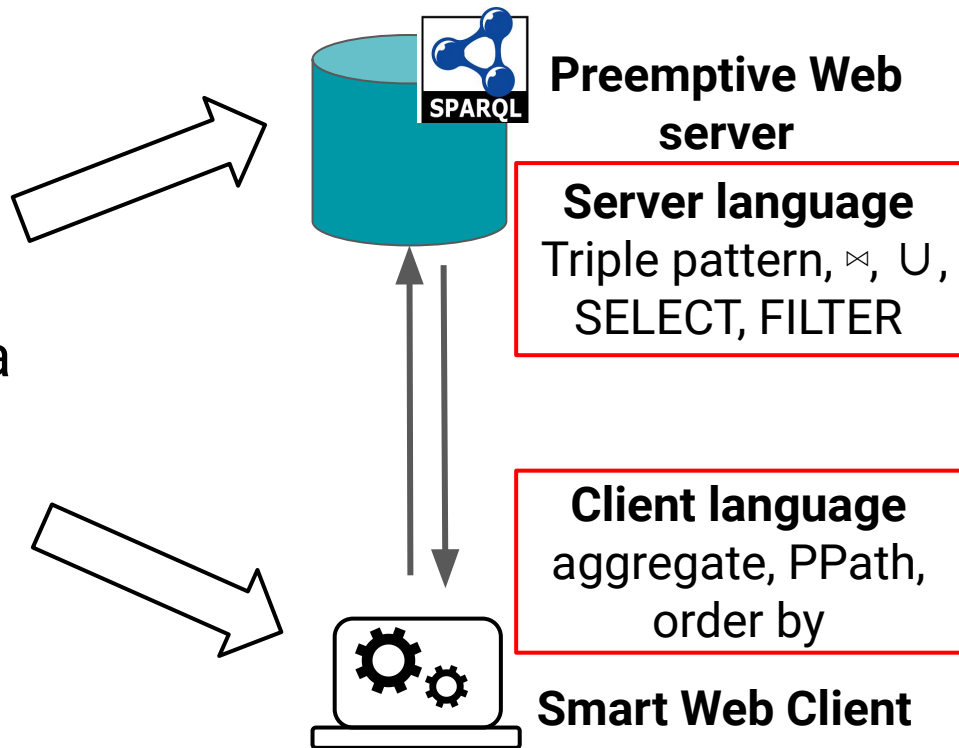 SPARQL
Preemptive Web
server
Server language
Triple pattern, ⋈, ∪,
SELECT, FILTER
a
Client language
aggregate, PPath,
order by
Smart Web Client